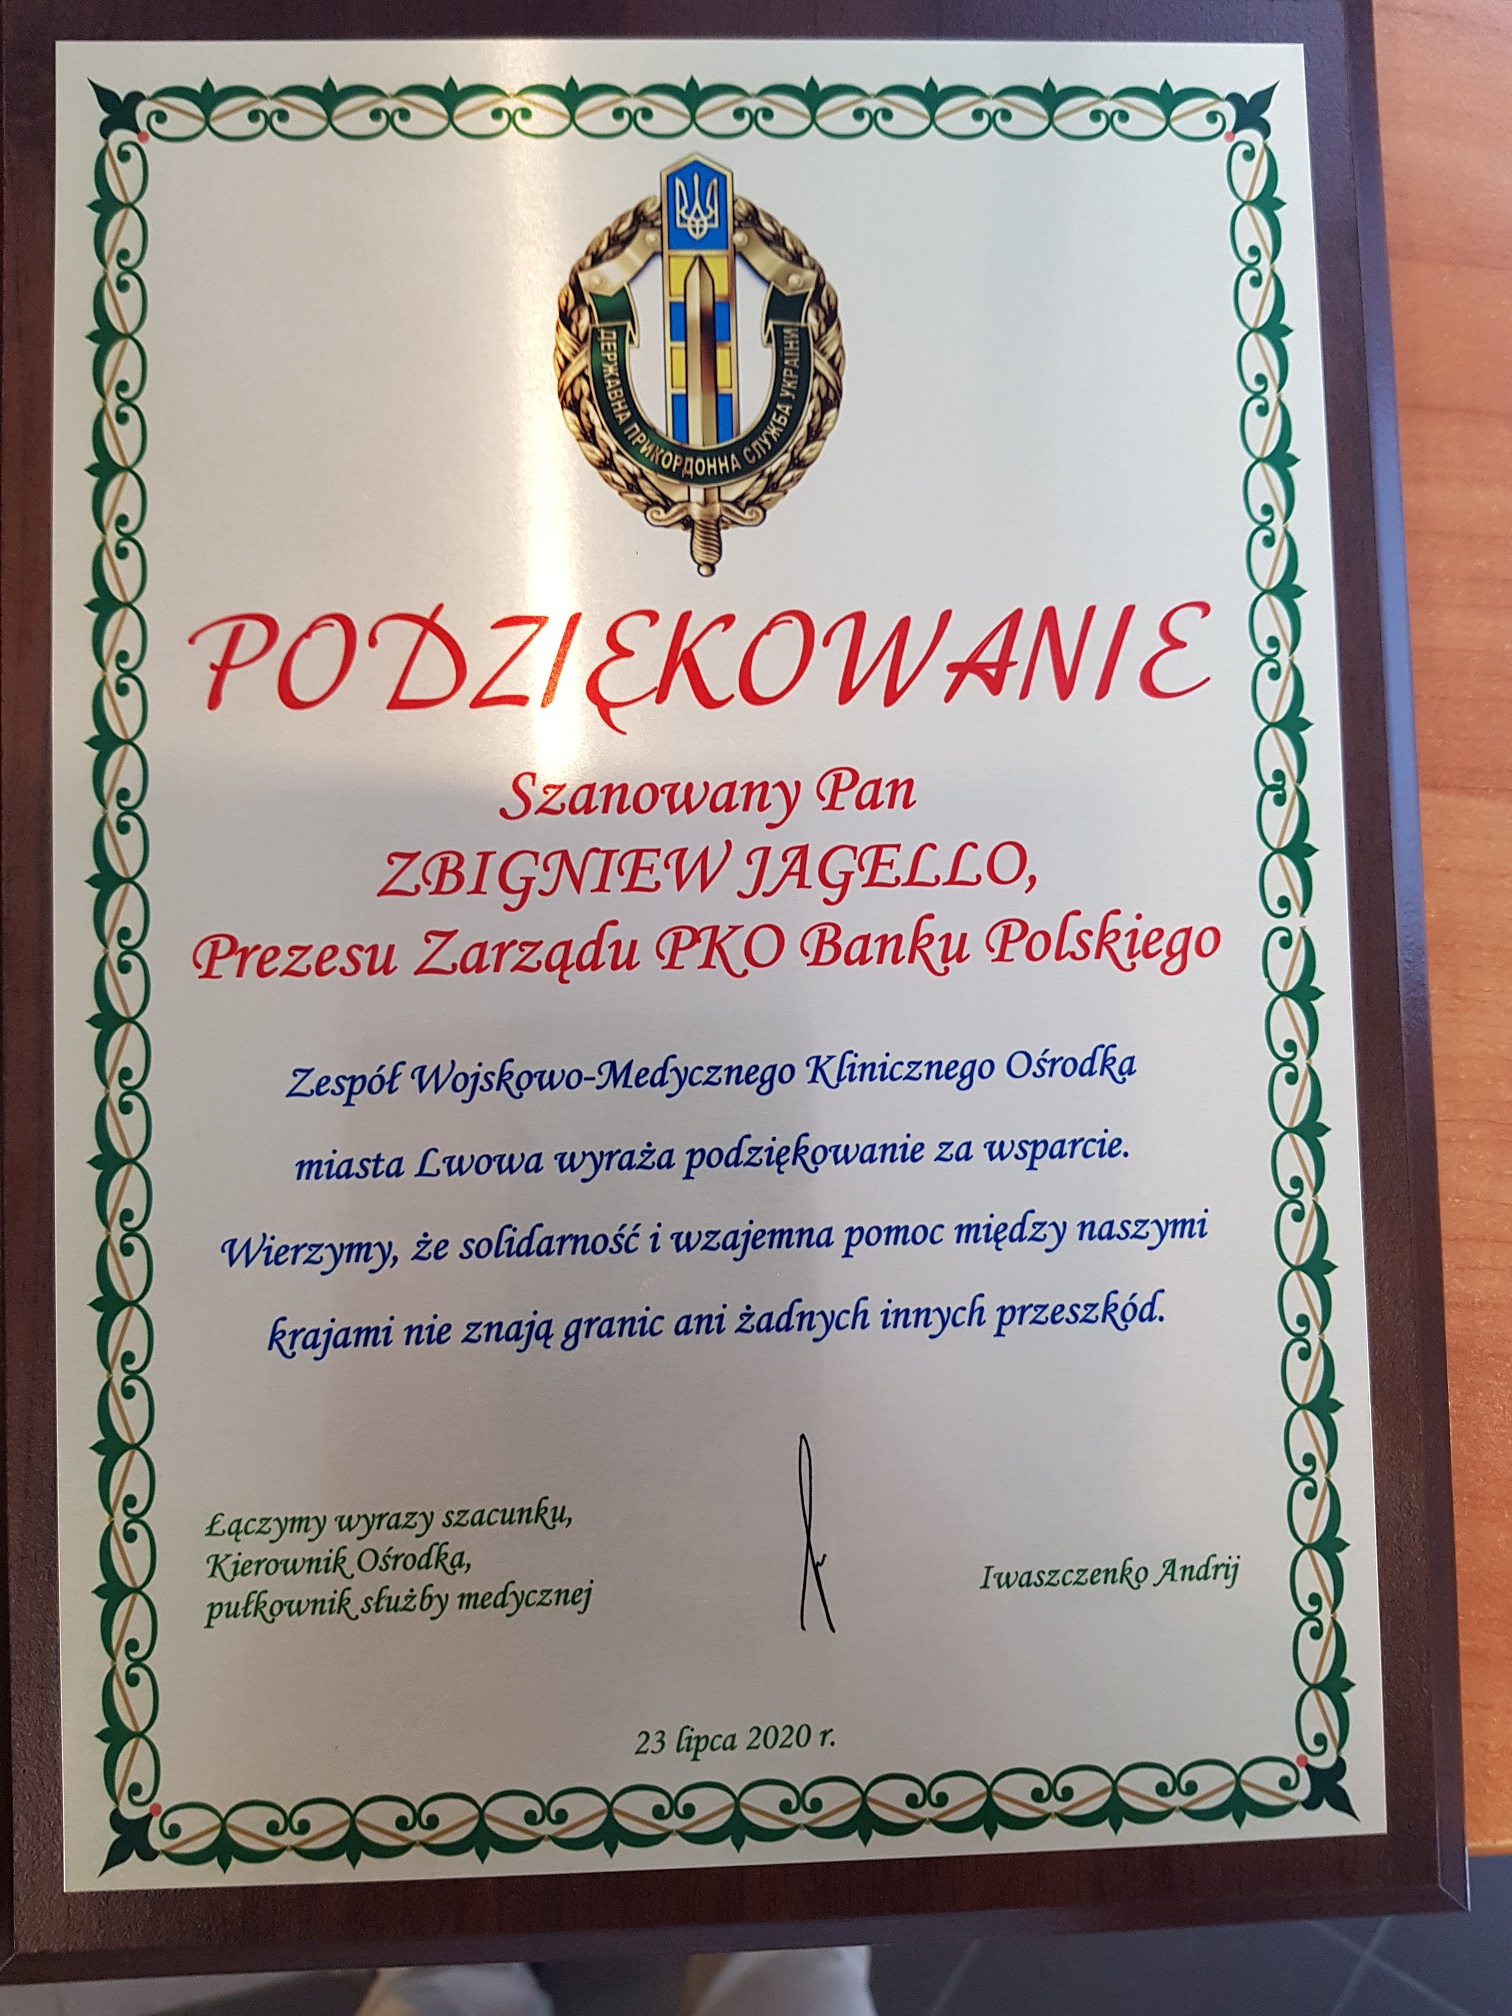 ДЕРЖАВНА ПРИКОРДОННА СЛУЖБА УКРАЇНИ
PODZIĘKOWANIE
Szanowany Pan
ZBIGNIEW JAGELLO,
Prezesu Zarządu PKO Banku Polskiego
Zespół Wojskowo-Medycznego Klinicznego Ośrodka
miasta Lwowa wyraża podziękowanie za wsparcie.
Wierzymy, że solidarność i wzajemna pomoc między naszymi
krajami nie znają granic ani żadnych innych przeszkód.
Łączymy wyrazy szacunku,
Kierownik Ośrodka,
pułkownik służby medycznej
Iwaszczenko Andrij
23 lipca 2020 r.